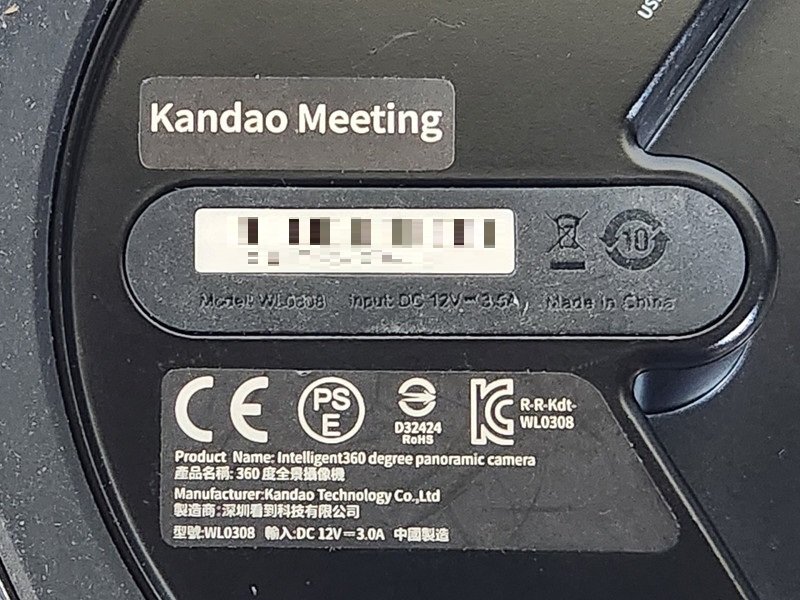 Kandao Meeting
10
Model: WL0308 Input: DC 12V⎓3.5A Made in China
CE
PS
E
D32424
RoHS
R-R-Kdt-
WL0308
Product Name: Intelligent360 degree panoramic camera
產品名稱: 360度全景攝像機
Manufacturer:Kandao Technology Co.,Ltd
製造商:深圳看到科技有限公司
型號:WL0308 輸入:DC 12V⎓3.0A 中國製造